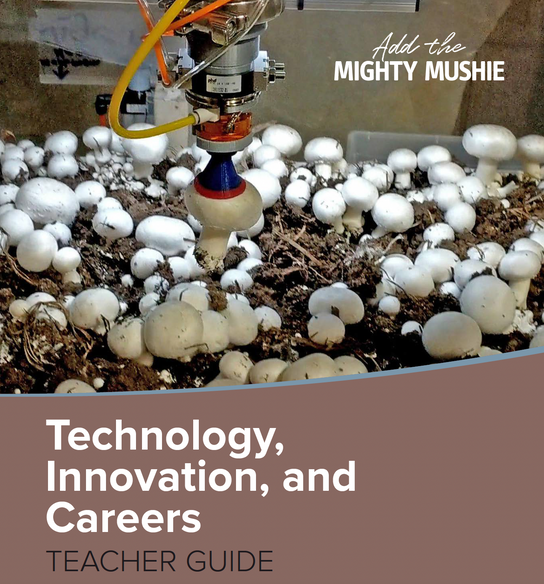 Add the
MIGHTY MUSHIE
Technology,
Innovation, and
Careers
TEACHER GUIDE